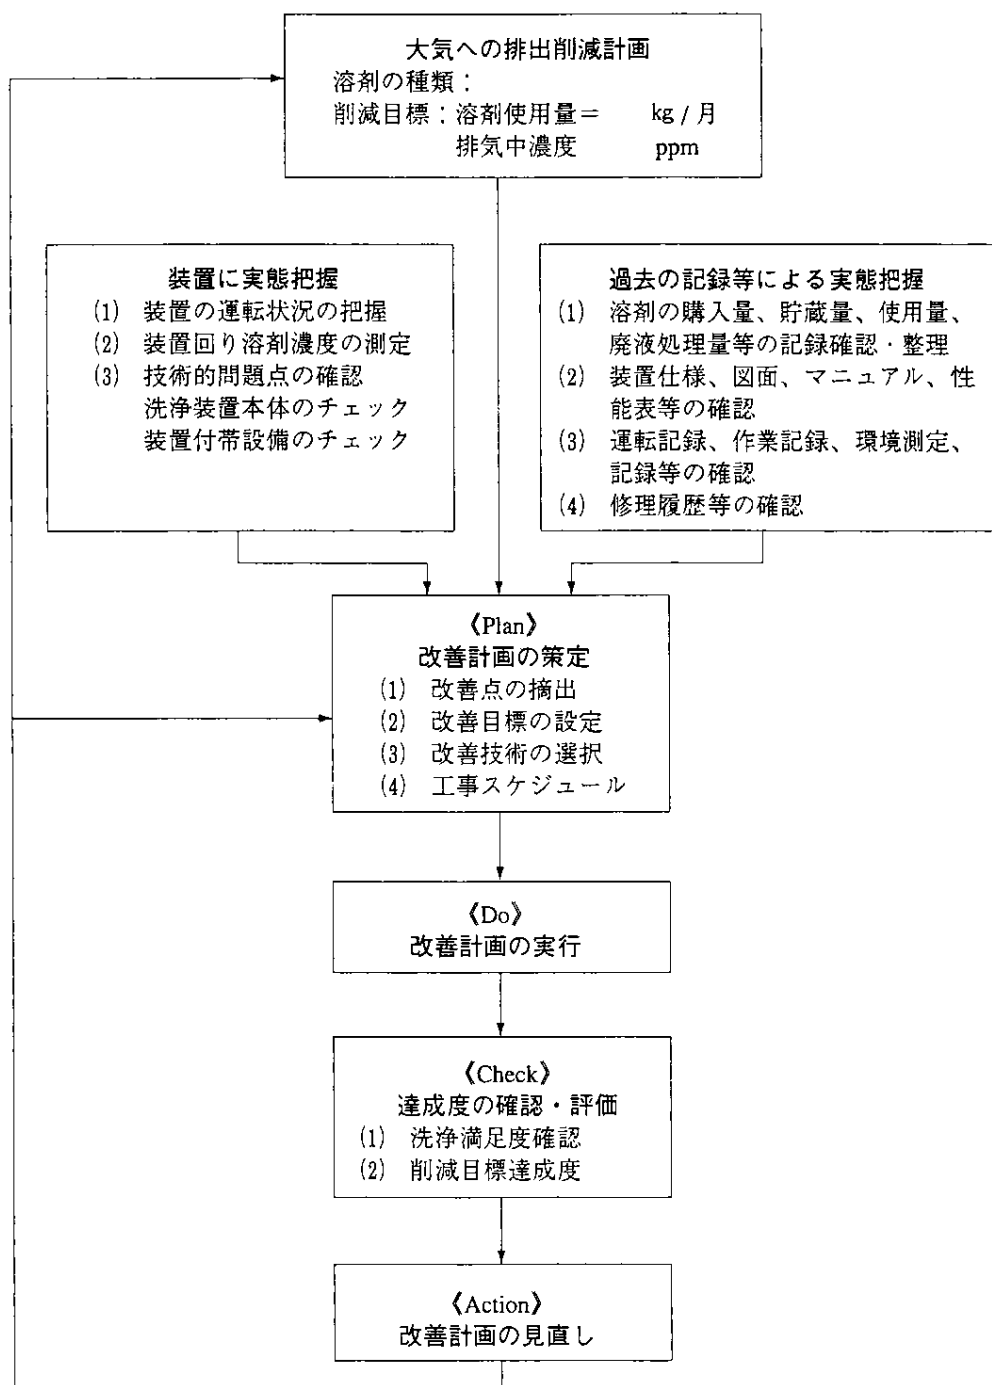 大気への排出削減計画
溶剤の種類：
削減目標：溶剤使用量＝　　kg / 月
排気中濃度　　ppm
装置に実態把握
(1) 装置の運転状況の把握
(2) 装置回り溶剤濃度の測定
(3) 技術的問題点の確認
洗浄装置本体のチェック
装置付帯設備のチェック
過去の記録等による実態把握
(1) 溶剤の購入量、貯蔵量、使用量、
廃液処理量等の記録確認・整理
(2) 装置仕様、図面、マニュアル、性
能表等の確認
(3) 運転記録、作業記録、環境測定、
記録等の確認
(4) 修理履歴等の確認
《Plan》
改善計画の策定
(1) 改善点の摘出
(2) 改善目標の設定
(3) 改善技術の選択
(4) 工事スケジュール
《Do》
改善計画の実行
《Check》
達成度の確認・評価
(1) 洗浄満足度確認
(2) 削減目標達成度
《Action》
改善計画の見直し